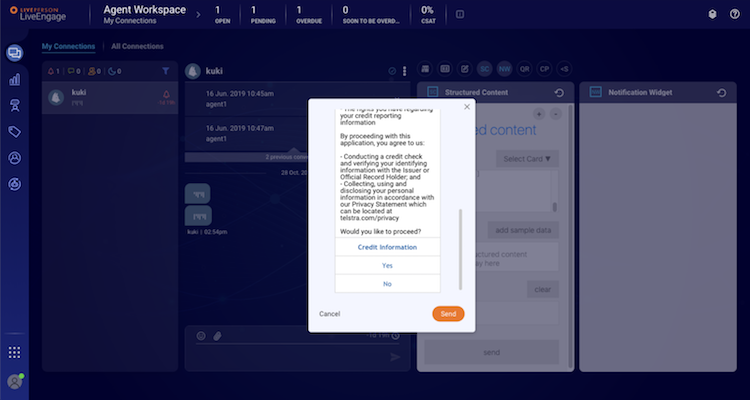 LIVEPERSON
LiveEngage
Agent Workspace
My Connections
1
OPEN
1
PENDING
1
OVERDUE
0
SOON TO BE OVERD...
0%
CSAT
My Connections
All Connections
1
0
0
0
kuki
kuki
SC
NW
QR
CP
<S
16 Jun. 2019 10:45am
agent1
16 Jun. 2019 10:47am
agent1
2 previous
28 Oct.
kuki | 02:54pm
Structured Content
Notification Widget
content
Select Card ▼
add sample data
structured content
here
clear
send
- The rights you have regarding
your credit reporting
information
By proceeding with this
application, you agree to us:
- Conducting a credit check
and verifying your identifying
information with the Issuer or
Official Record Holder; and
- Collecting, using and
disclosing your personal
information in accordance with
our Privacy Statement which
can be located at
telstra.com/privacy
Would you like to proceed?
Credit Information
Yes
No
Cancel
Send